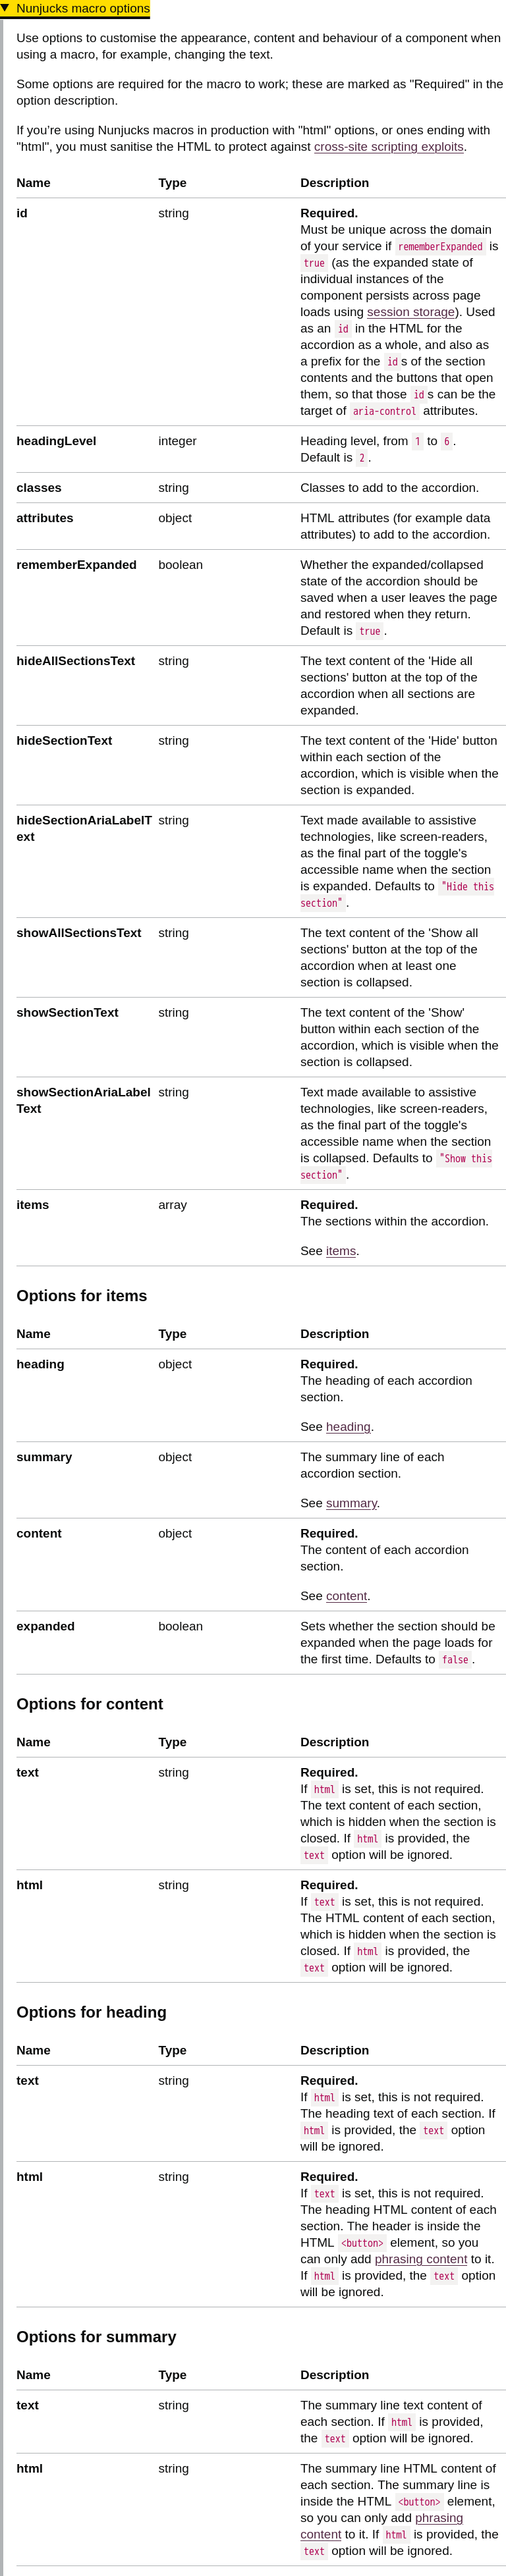 Nunjucks macro options
Use options to customise the appearance, content and behaviour of a component when
using a macro, for example, changing the text.
Some options are required for the macro to work; these are marked as "Required" in the
option description.
If you're using Nunjucks macros in production with "html" options, or ones ending with
"html", you must sanitise the HTML to protect against cross-site scripting exploits.
Name Type Description
id string Required.
Must be unique across the domain
of your service if rememberExpanded is
true (as the expanded state of
individual instances of the
component persists across page
loads using session storage). Used
as an id in the HTML for the
accordion as a whole, and also as
a prefix for the id s of the section
contents and the buttons that open
them, so that those id s can be the
target of aria-control attributes.
headingLevel integer Heading level, from 1 to 6 .
Default is 2 .
classes string Classes to add to the accordion.
attributes object HTML attributes (for example data
attributes) to add to the accordion.
rememberExpanded boolean Whether the expanded/collapsed
state of the accordion should be
saved when a user leaves the page
and restored when they return.
Default is true .
hideAllSectionsText string The text content of the 'Hide all
sections' button at the top of the
accordion when all sections are
expanded.
hideSectionText string The text content of the 'Hide' button
within each section of the
accordion, which is visible when the
section is expanded.
hideSectionAriaLabelT string Text made available to assistive
ext technologies, like screen-readers,
as the final part of the toggle's
accessible name when the section
is expanded. Defaults to "Hide this
section" .
showAllSectionsText string The text content of the 'Show all
sections' button at the top of the
accordion when at least one
section is collapsed.
showSectionText string The text content of the 'Show'
button within each section of the
accordion, which is visible when the
section is collapsed.
showSectionAriaLabel string Text made available to assistive
Text technologies, like screen-readers,
as the final part of the toggle's
accessible name when the section
is collapsed. Defaults to "Show this
section" .
items array Required.
The sections within the accordion.
See items.
Options for items
Name Type Description
heading object Required.
The heading of each accordion
section.
See heading.
summary object The summary line of each
accordion section.
See summary.
content object Required.
The content of each accordion
section.
See content.
expanded boolean Sets whether the section should be
expanded when the page loads for
the first time. Defaults to false .
Options for content
Name Type Description
text string Required.
If html is set, this is not required.
The text content of each section,
which is hidden when the section is
closed. If html is provided, the
text option will be ignored.
html string Required.
If text is set, this is not required.
The HTML content of each section,
which is hidden when the section is
closed. If html is provided, the
text option will be ignored.
Options for heading
Name Type Description
text string Required.
If html is set, this is not required.
The heading text of each section. If
html is provided, the text option
will be ignored.
html string Required.
If text is set, this is not required.
The heading HTML content of each
section. The header is inside the
HTML <button> element, so you
can only add phrasing content to it.
If html is provided, the text option
will be ignored.
Options for summary
Name Type Description
text string The summary line text content of
each section. If html is provided,
the text option will be ignored.
html string The summary line HTML content of
each section. The summary line is
inside the HTML <button> element,
so you can only add phrasing
content to it. If html is provided, the
text option will be ignored.